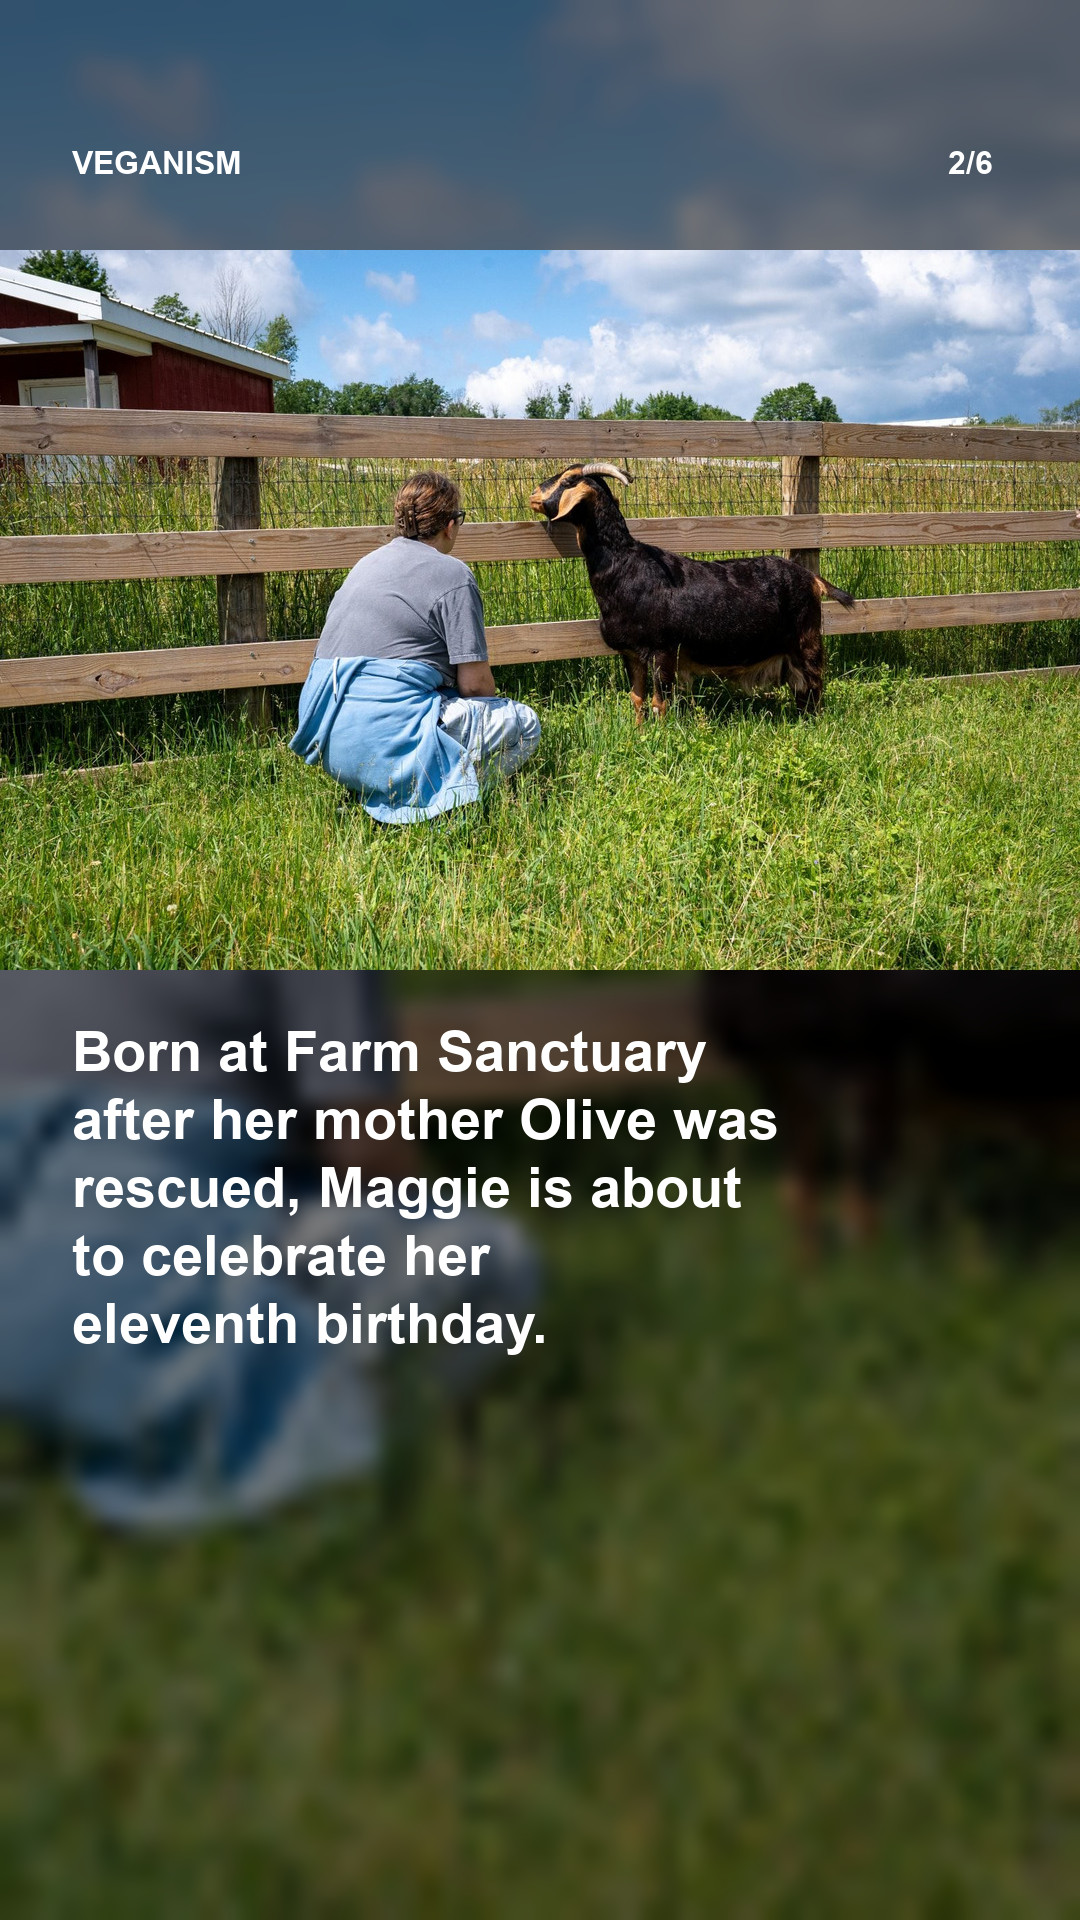 VEGANISM
2/6
Born at Farm Sanctuary
after her mother Olive was
rescued, Maggie is about
to celebrate her
eleventh birthday.